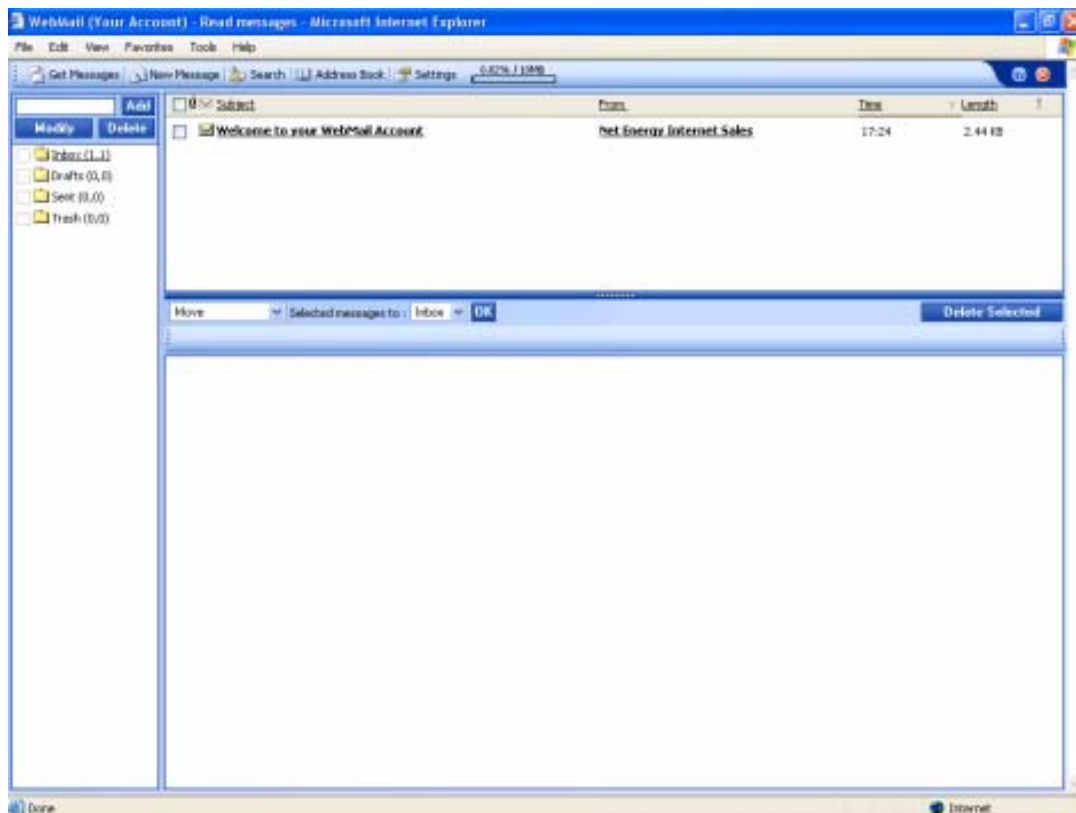 WebMail (Your Account) - Read messages - Microsoft Internet Explorer
File Edit View Favorites Tools Help
Get Messages New Message Search Address Book Settings 0.02% / 10MB
Add
Modify Delete
Inbox (1,1)
Drafts (0,0)
Sent (0,0)
Trash (0,0)
Subject From Time Length
Welcome to your WebMail Account Net Energy Internet Sales 17:24 2.44 KB
Move Selected messages to : Inbox OK Delete Selected
Done Internet